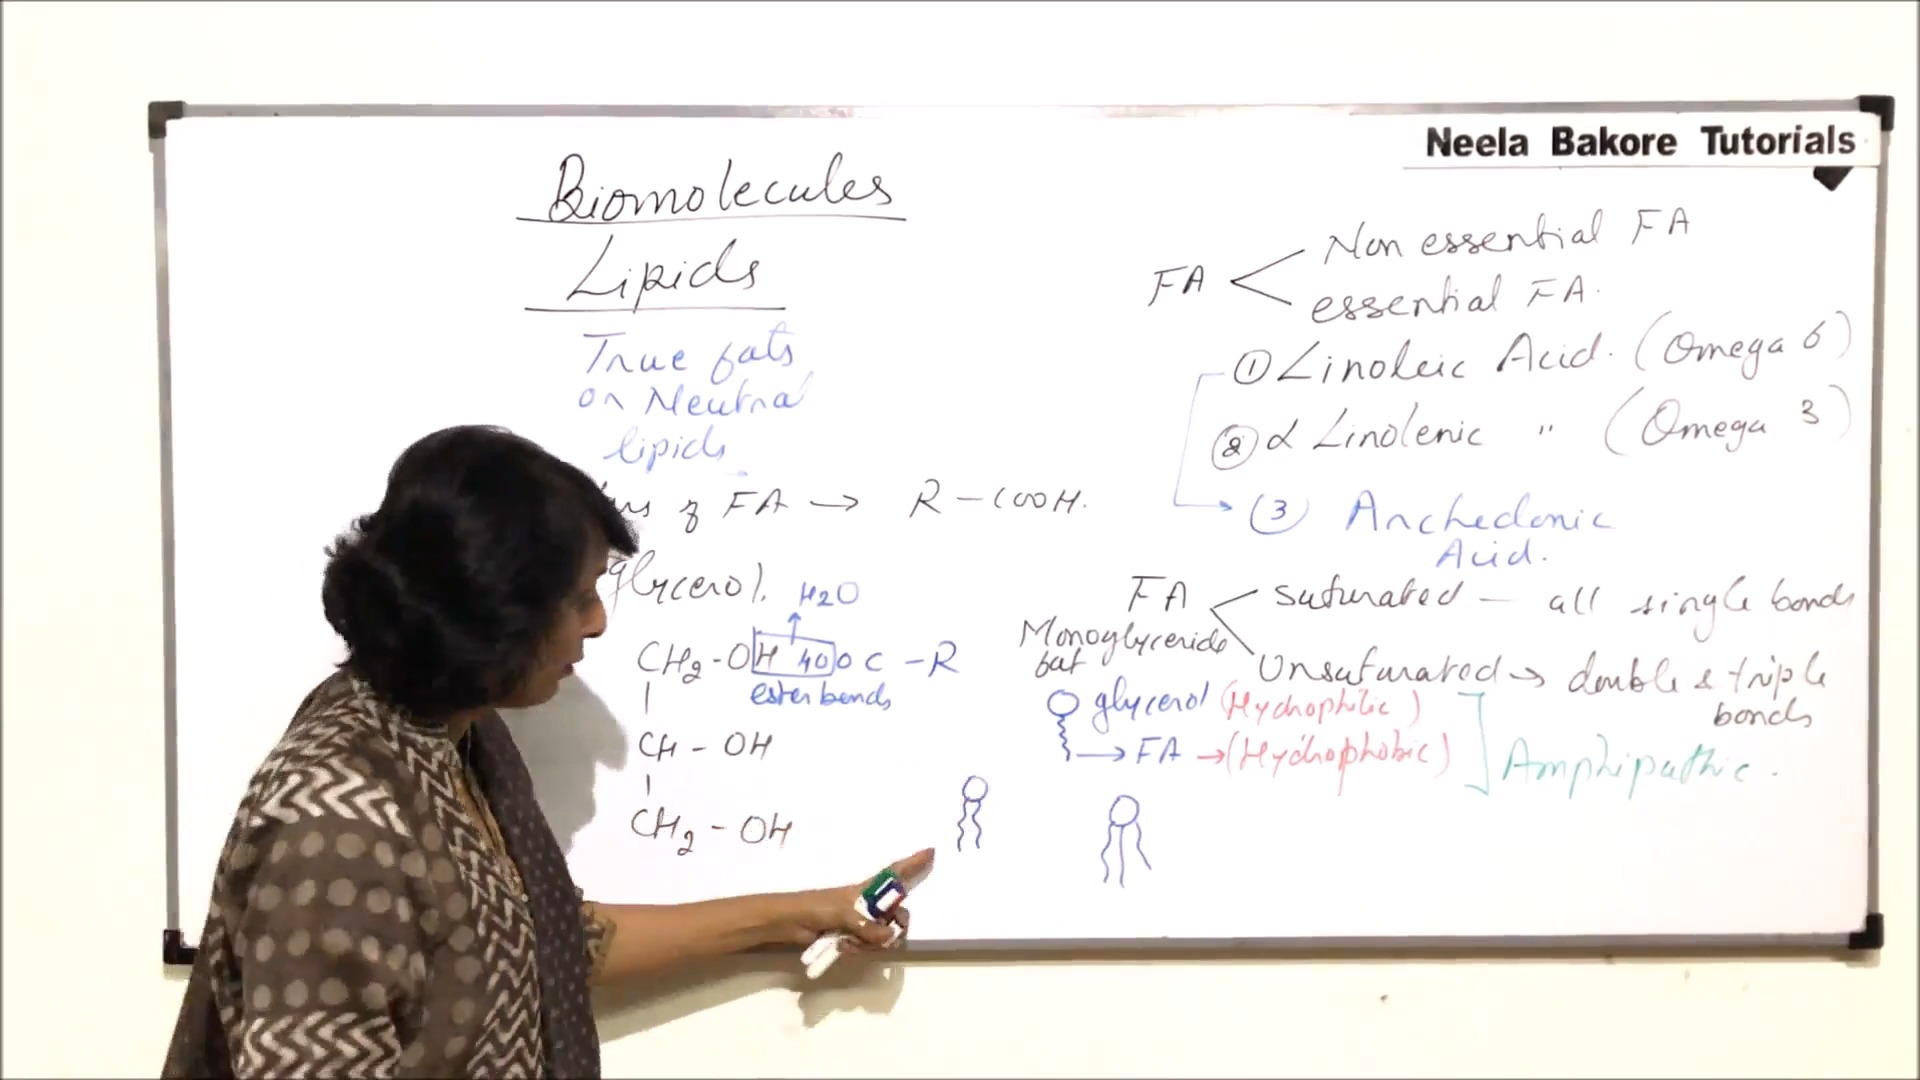 Neela Bakore Tutorials
Biomolecules
Lipids
True fats
or Neutral
lipids
of FA → R – COOH.
glycerol.
H2O
CH2 - OH HO O C – R
ester bonds
CH - OH
CH2 - OH
FA
Non essential FA
essential FA.
① Linoleic Acid. (Omega 6)
② α Linolenic " (Omega 3)
③ Archedonic
Acid.
FA
Saturated – all single bonds
Unsaturated → double & triple
bonds
Monoglyceride
fat
glycerol (Hydrophilic)
→ FA → (Hydrophobic)
Amphipathic.